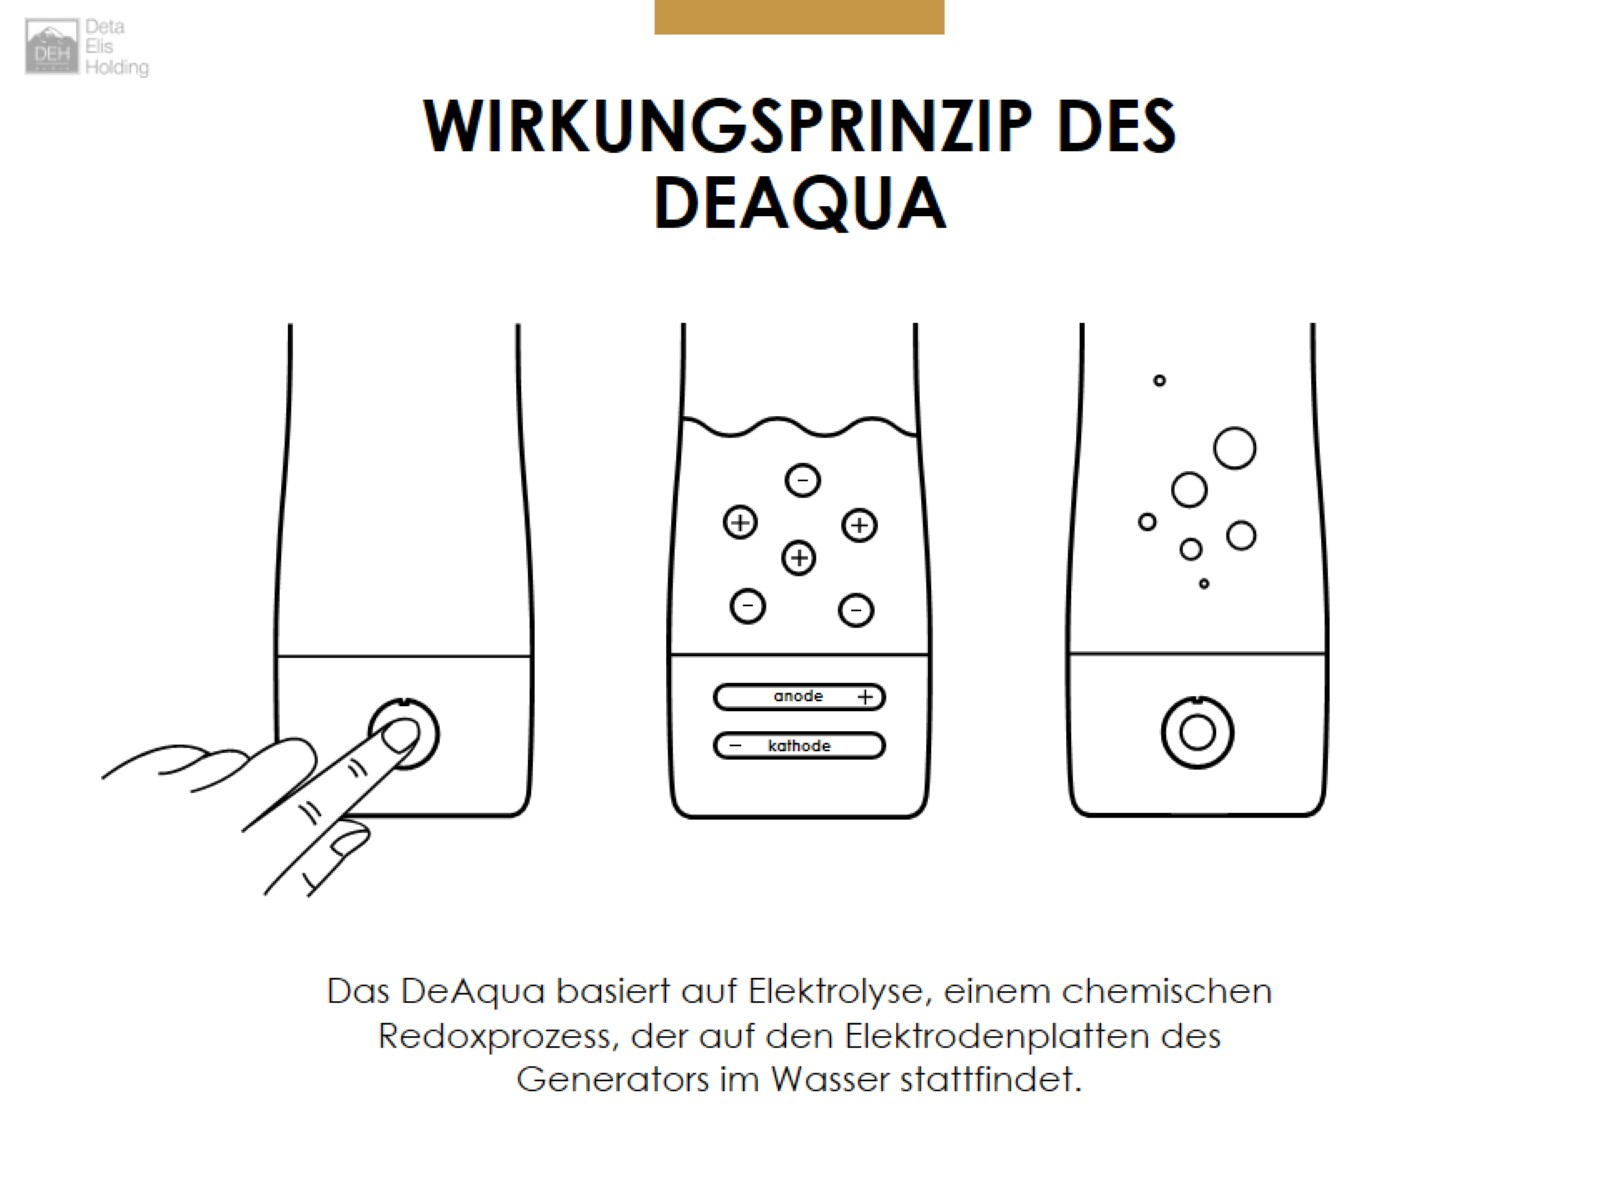 Deta
Elis
Holding
DEH
WIRKUNGSPRINZIP DES
DEAQUA
anode +
- kathode
Das DeAqua basiert auf Elektrolyse, einem chemischen
Redoxprozess, der auf den Elektrodenplatten des
Generators im Wasser stattfindet.